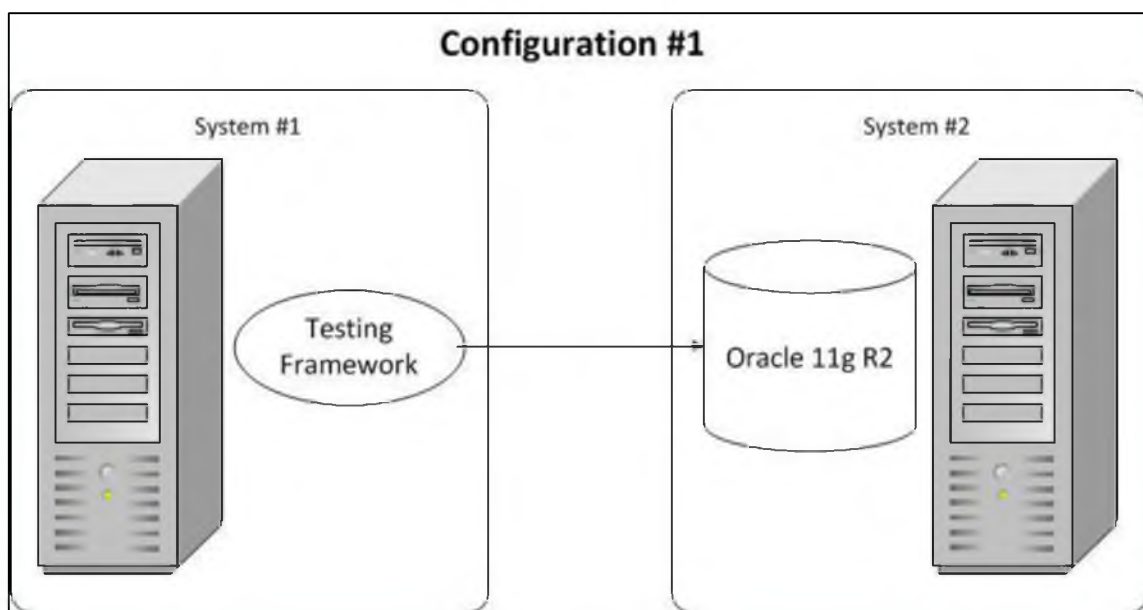 Configuration #1
System #1
System #2
Testing
Framework
Oracle 11g R2